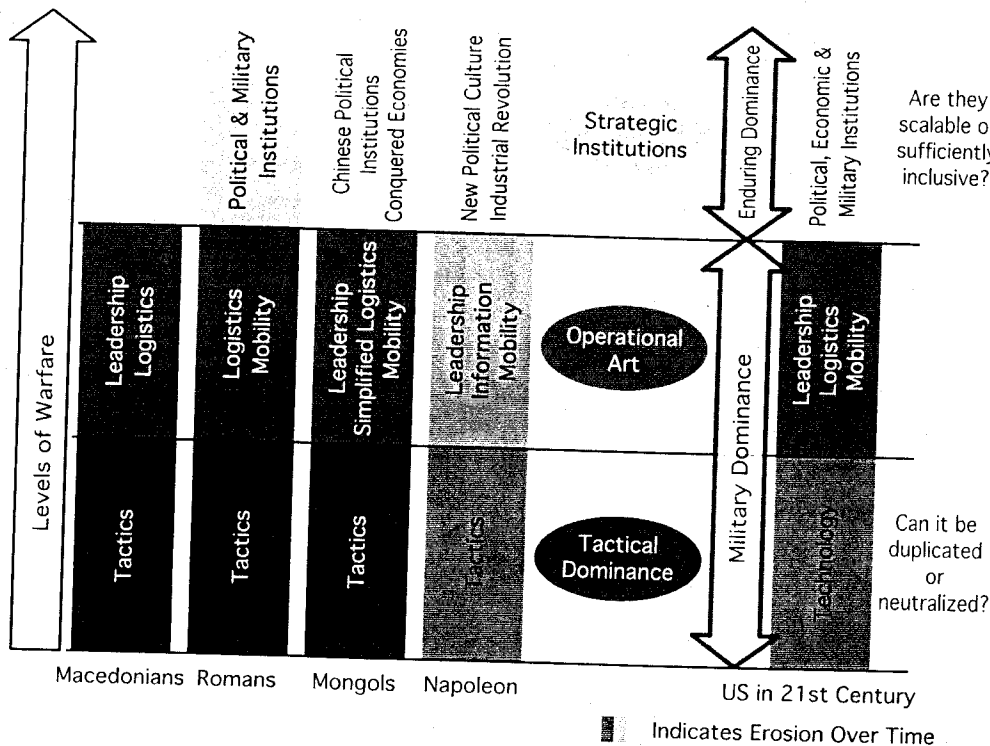 Levels of Warfare
Political & Military
Institutions
Chinese Political
Institutions
Conquered Economies
New Political Culture
Industrial Revolution
Strategic
Institutions
Enduring Dominance
Political, Economic &
Military Institutions
Are they
scalable o
sufficiently
inclusive?
Leadership
Logistics
Logistics
Mobility
Leadership
Simplified Logistics
Mobility
Leadership
Information
Mobility
Operational
Art
Military Dominance
Leadership
Logistics
Mobility
Tactics
Tactics
Tactics
Tactics
Tactical
Dominance
Technology
Can it be
duplicated
or
neutralized?
Macedonians
Romans
Mongols
Napoleon
US in 21st Century
Indicates Erosion Over Time